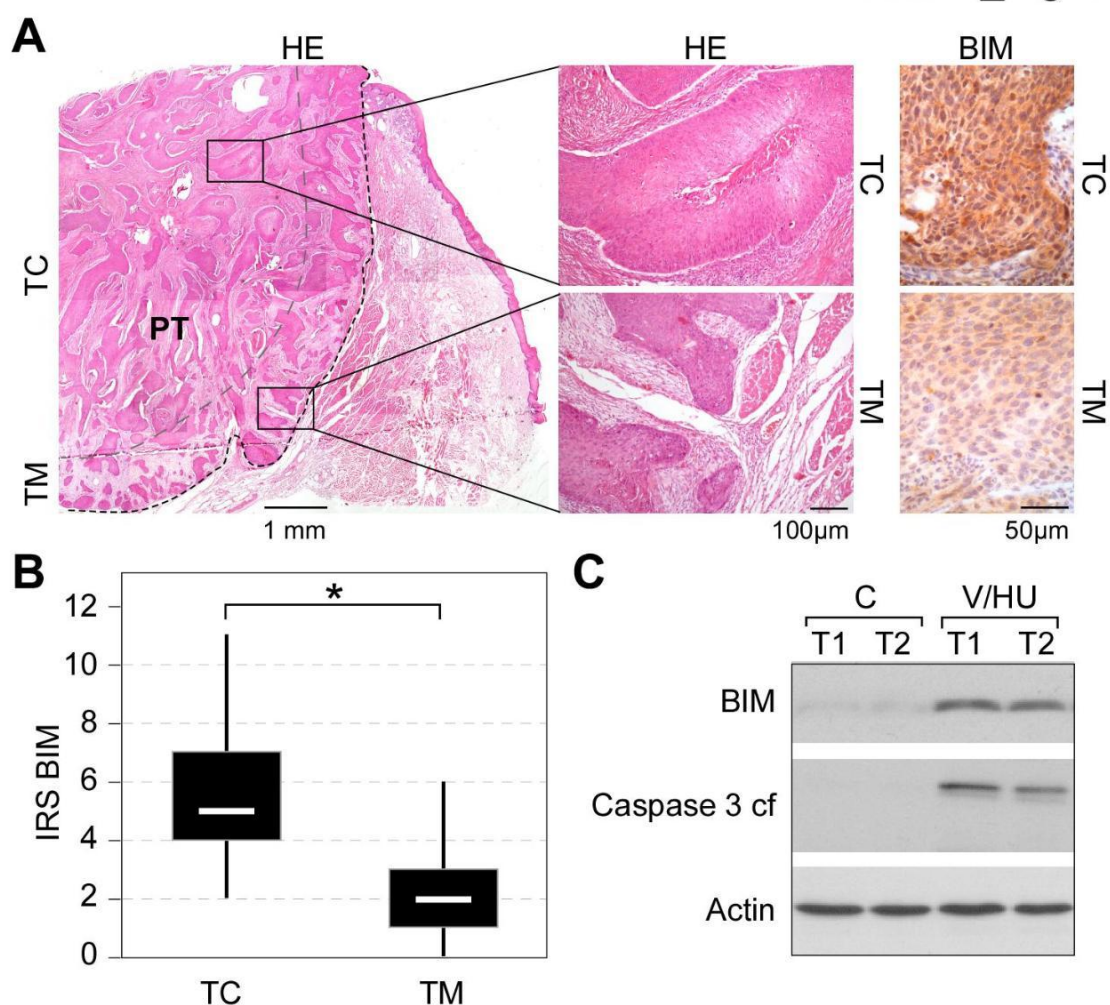 A
HE
HE
BIM
TC
PT
TM
TC
TM
TC
TM
1 mm
100µm
50µm
B
*
12
10
8
6
4
2
0
IRS BIM
TC
TM
C
C
V/HU
T1
T2
T1
T2
BIM
Caspase 3 cf
Actin